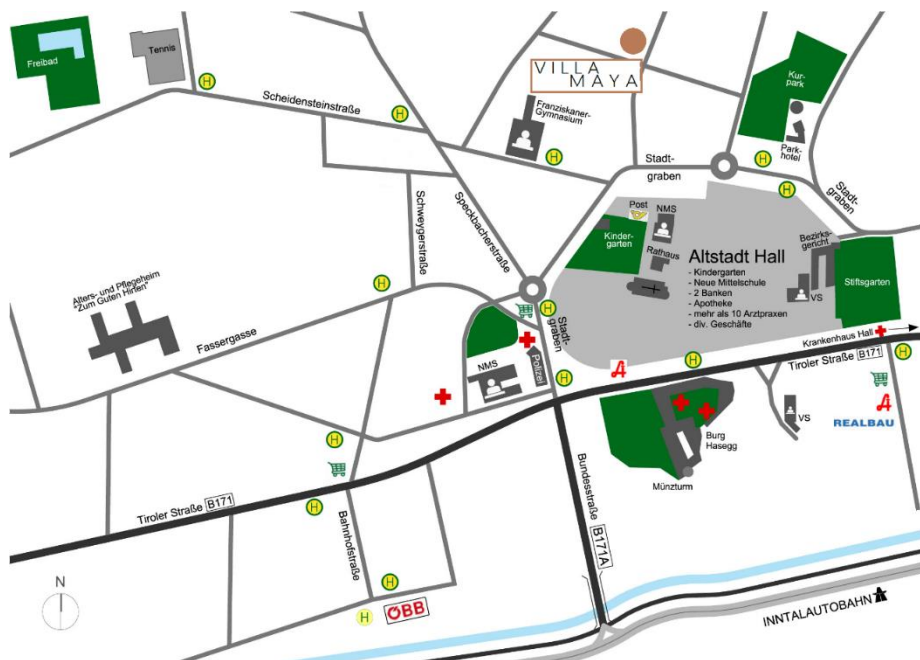 Freibad
Tennis
H
Scheidensteinstraße
H
VILLA
MAYA
Franziskaner-
Gymnasium
H
Kur-
park
Park-
hotel
H
H
Stadt-
graben
Stadt-
graben
Speckbacherstraße
Schweygerstraße
H
Post
NMS
Kinder-
garten
Rathaus
Altstadt Hall
- Kindergarten
- Neue Mittelschule
- 2 Banken
- Apotheke
- mehr als 10 Arztpraxen
- div. Geschäfte
Bezirks-
gericht
VS
Stiftsgarten
Alters- und Pflegeheim
"Zum Guten Hirten"
Fassergasse
H
Stadt-
graben
NMS
Polizei
H
H
Krankenhaus Hall
Tiroler Straße B171
H
REALBAU
VS
Burg
Hasegg
Münzturm
H
H
Tiroler Straße B171
Bahnhofstraße
Bundesstraße
B171A
H
H
ÖBB
N
INNTALAUTOBAHN